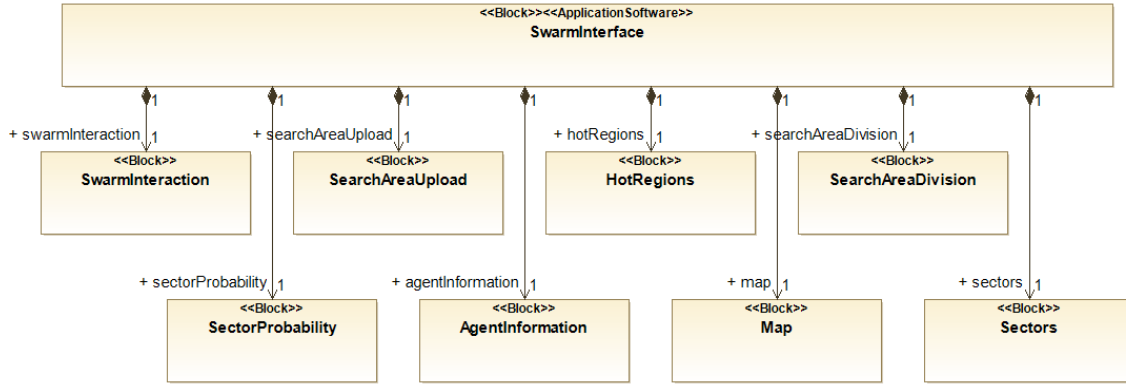 <<Block>><<ApplicationSoftware>>
SwarmInterface
1 1 1 1 1 1 1 1
+ swarmInteraction 1
+ searchAreaUpload 1
+ hotRegions 1
+ searchAreaDivision 1
<<Block>>
SwarmInteraction
<<Block>>
SearchAreaUpload
<<Block>>
HotRegions
<<Block>>
SearchAreaDivision
+ sectorProbability 1
+ agentInformation 1
+ map 1
+ sectors 1
<<Block>>
SectorProbability
<<Block>>
AgentInformation
<<Block>>
Map
<<Block>>
Sectors